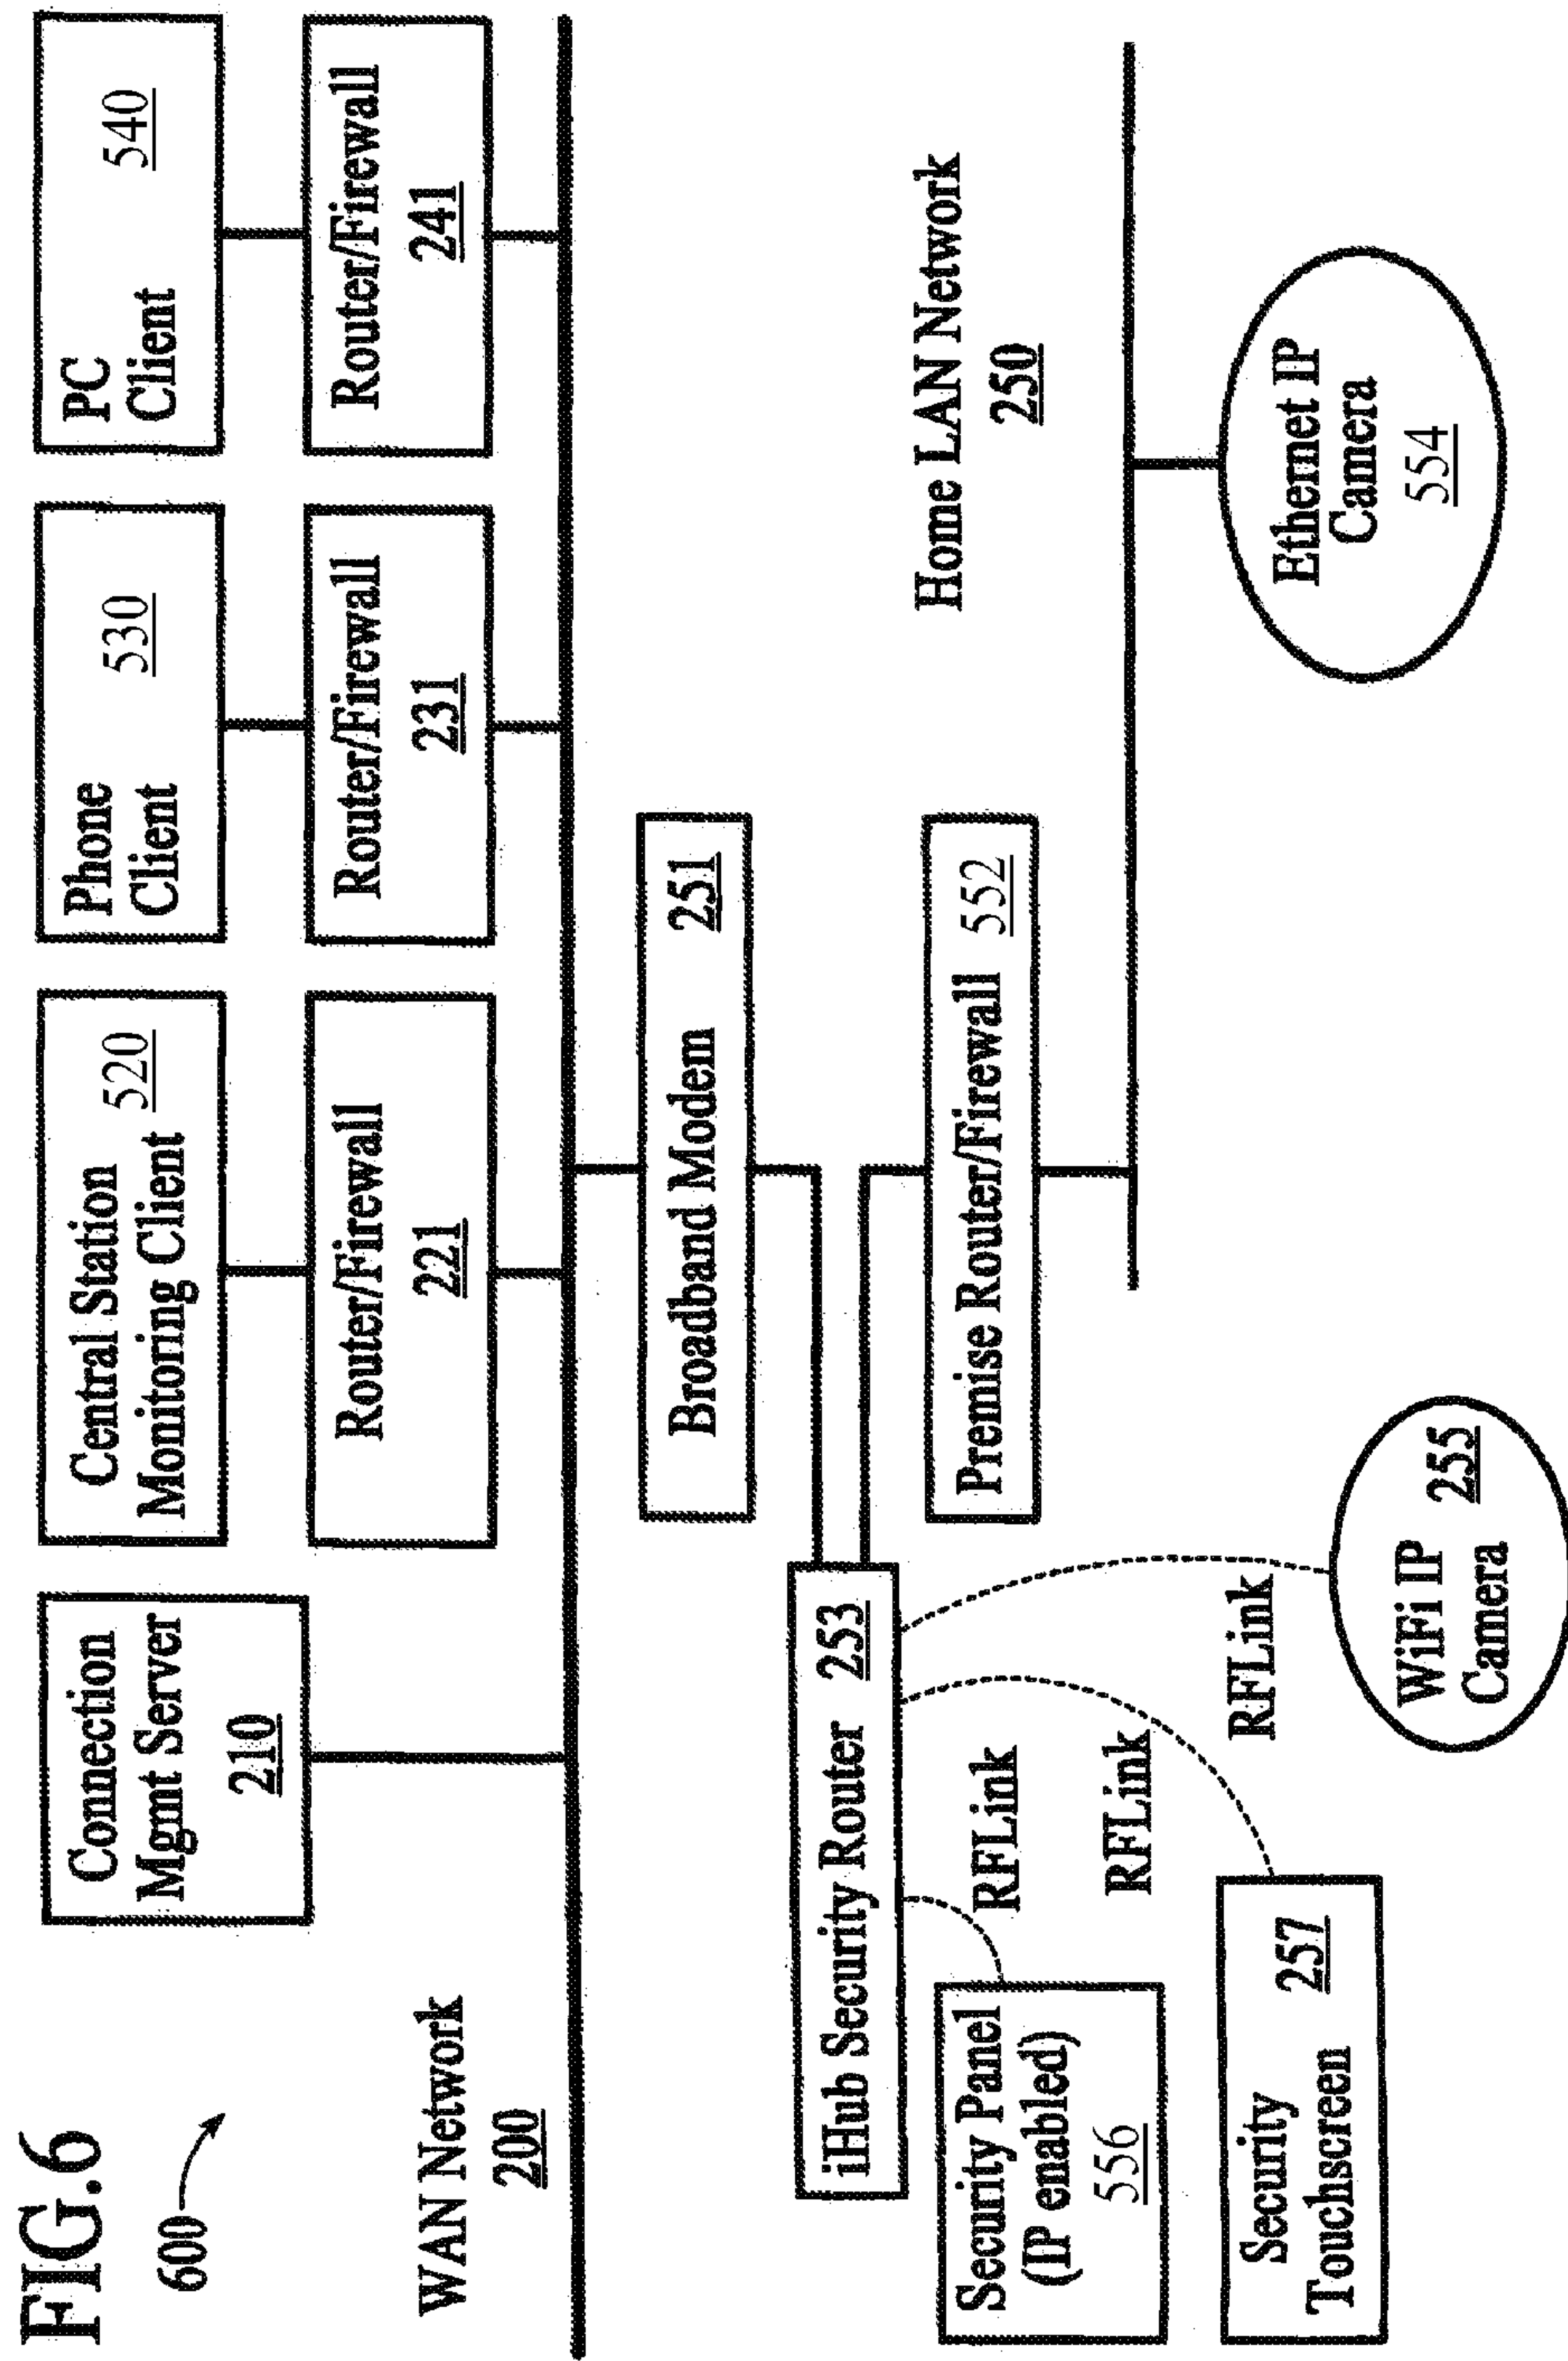 FIG.6
600
Connection
Mgmt Server
210
Central Station
Monitoring Client 520
Phone
Client
530
PC
Client
540
Router/Firewall
221
Router/Firewall
231
Router/Firewall
241
WAN Network
200
Broadband Modem 251
iHub Security Router 253
Premise Router/Firewall 552
Home LAN Network
250
Security Panel
(IP enabled)
556
RFLink
RFLink
RFLink
Security
Touchscreen 257
WiFi IP
Camera 255
Ethernet IP
Camera
554